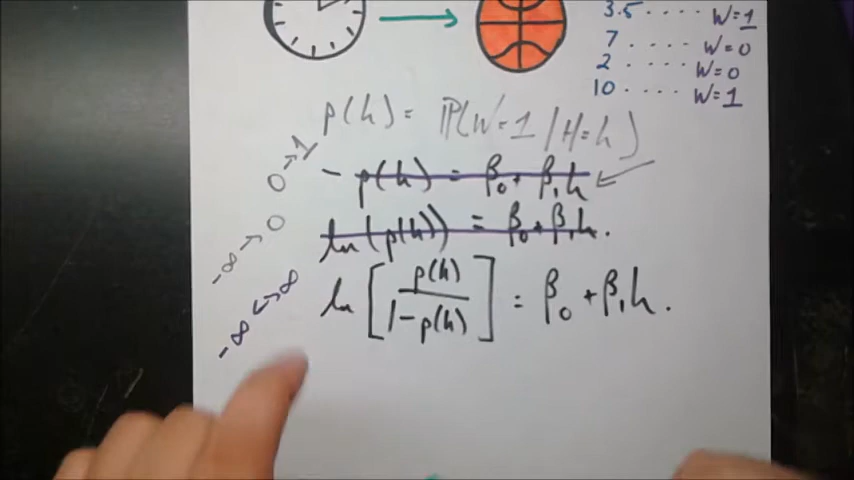 3.5 ..... W=1
7 ..... W=0
2 ..... W=0
10 ..... W=1
p(h) = ℙ(W=1 / H=h)
0 → 1
- p(h) = β₀ + β₁h
-∞ → 0
ln(p(h)) = β₀ + β₁h.
-∞ ↔ ∞
ln[p(h)/1-p(h)] = β₀ + β₁h.